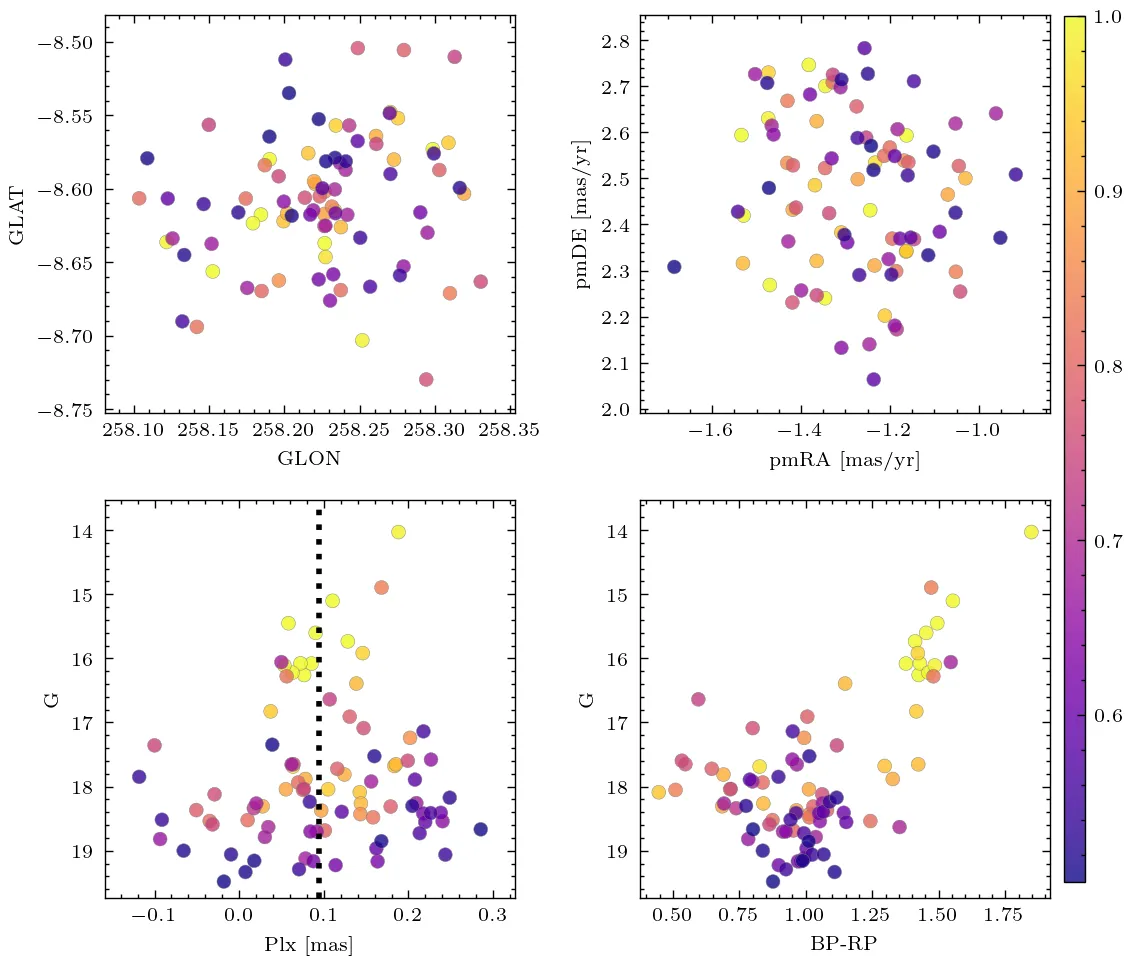 −8.50
−8.55
−8.60
−8.65
−8.70
−8.75
GLAT
258.10 258.15 258.20 258.25 258.30 258.35
GLON
2.8
2.7
2.6
2.5
2.4
2.3
2.2
2.1
2.0
pmDE [mas/yr]
−1.6 −1.4 −1.2 −1.0
pmRA [mas/yr]
1.0
0.9
0.8
0.7
0.6
14
15
16
17
18
19
G
−0.1 0.0 0.1 0.2 0.3
Plx [mas]
14
15
16
17
18
19
G
0.50 0.75 1.00 1.25 1.50 1.75
BP-RP